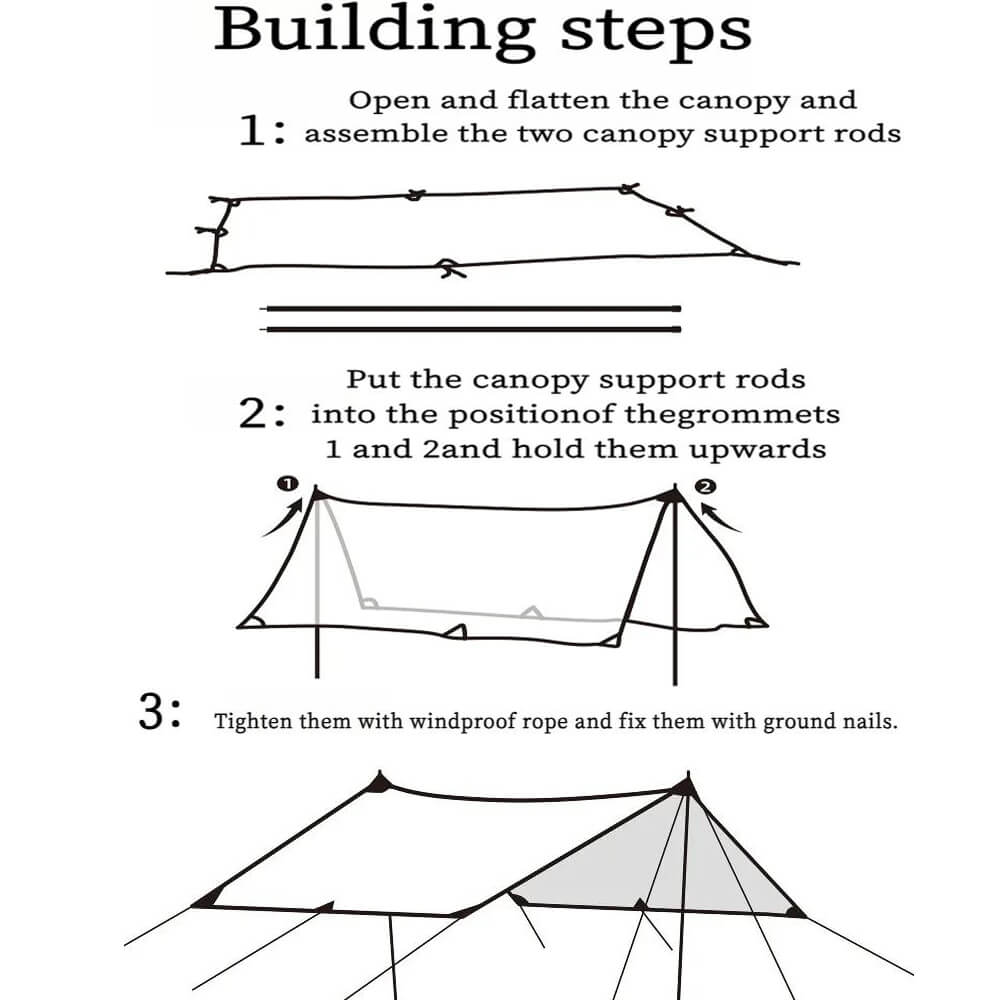 Building steps
Open and flatten the canopy and
1: assemble the two canopy support rods
Put the canopy support rods
2: into the positionof thegrommets
1 and 2and hold them upwards
1
2
3: Tighten them with windproof rope and fix them with ground nails.